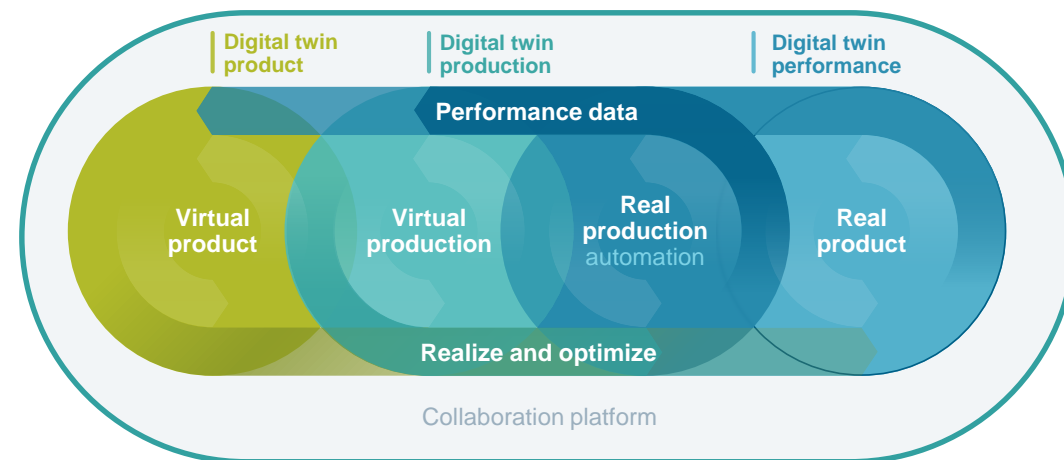 Digital twin
product
Digital twin
production
Digital twin
performance
Performance data
Virtual
product
Virtual
production
Real
production
automation
Real
product
Realize and optimize
Collaboration platform